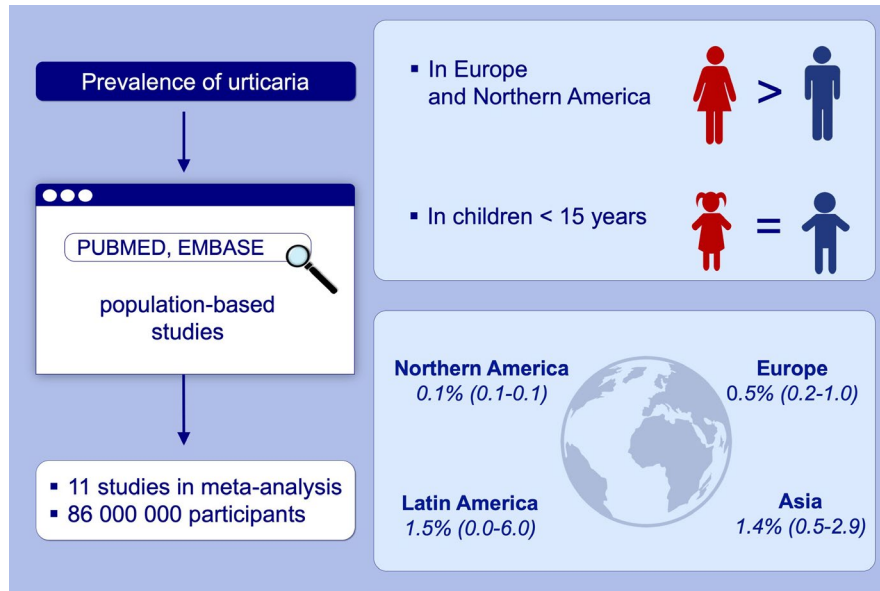 Prevalence of urticaria
PUBMED, EMBASE
population-based
studies
▪ 11 studies in meta-analysis
▪ 86 000 000 participants
▪ In Europe
and Northern America
>
▪ In children < 15 years
=
Northern America
0.1% (0.1-0.1)
Europe
0.5% (0.2-1.0)
Latin America
1.5% (0.0-6.0)
Asia
1.4% (0.5-2.9)